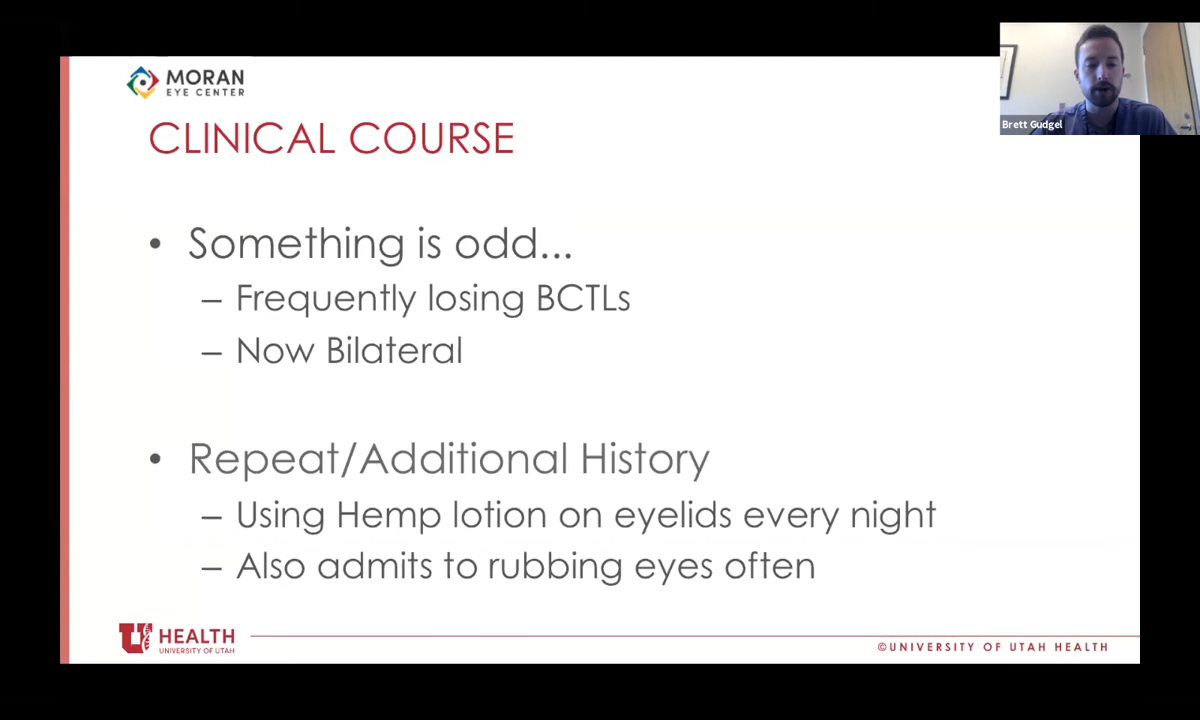 MORAN
EYE CENTER
CLINICAL COURSE
• Something is odd...
– Frequently losing BCTLs
– Now Bilateral
• Repeat/Additional History
– Using Hemp lotion on eyelids every night
– Also admits to rubbing eyes often
U HEALTH
UNIVERSITY OF UTAH
©UNIVERSITY OF UTAH HEALTH
Brett Gudgel